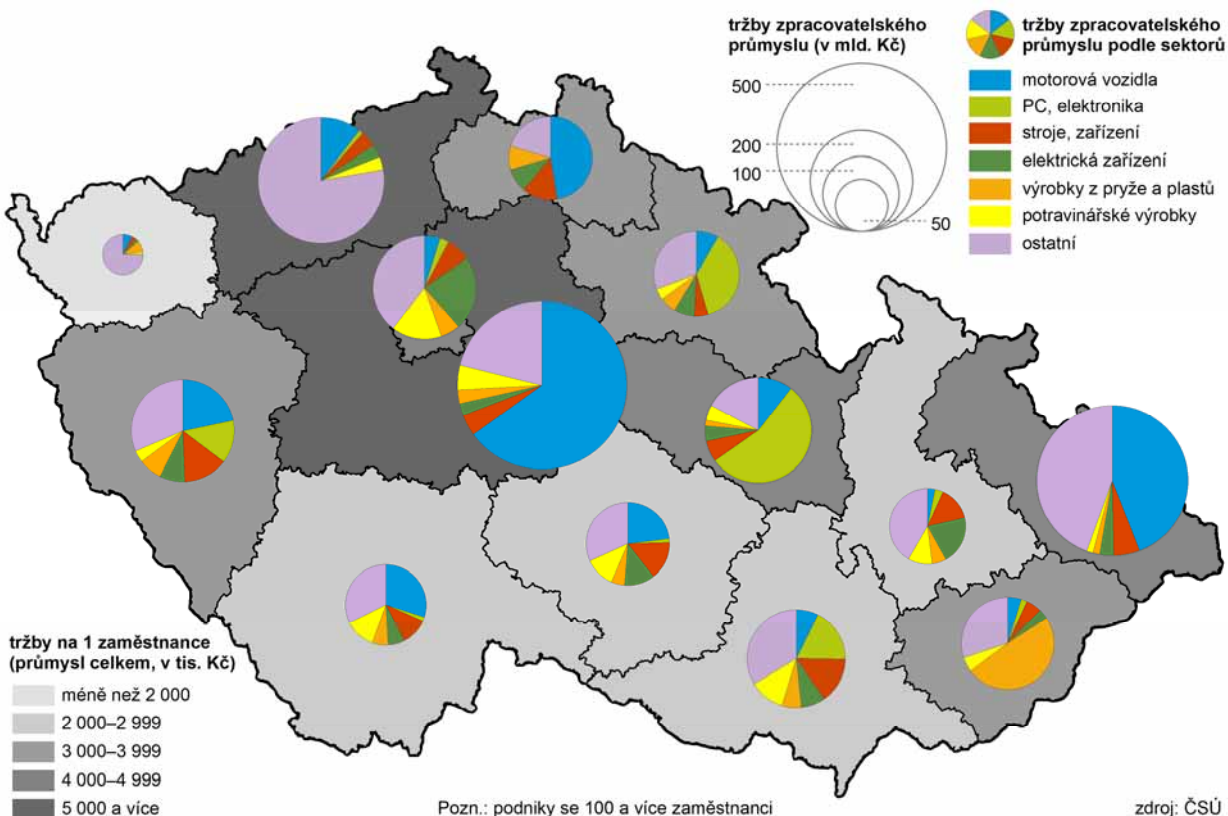 tržby zpracovatelského
průmyslu (v mld. Kč)
500
200
100
50
tržby zpracovatelského
průmyslu podle sektorů
motorová vozidla
PC, elektronika
stroje, zařízení
elektrická zařízení
výrobky z pryže a plastů
potravinářské výrobky
ostatní
tržby na 1 zaměstnance
(průmysl celkem, v tis. Kč)
méně než 2 000
2 000–2 999
3 000–3 999
4 000–4 999
5 000 a více
Pozn.: podniky se 100 a více zaměstnanci
zdroj: ČSÚ